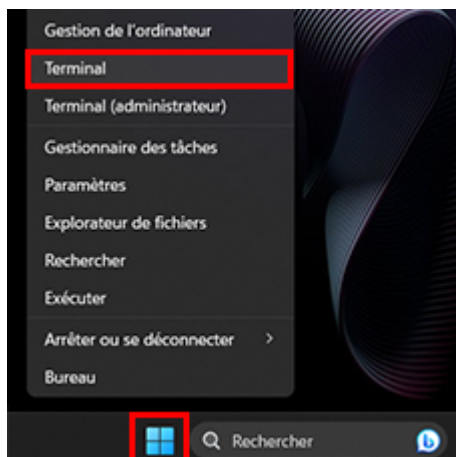 Gestion de l'ordinateur
Terminal
Terminal (administrateur)
Gestionnaire des tâches
Paramètres
Explorateur de fichiers
Rechercher
Exécuter
Arrêter ou se déconnecter
Bureau
Rechercher